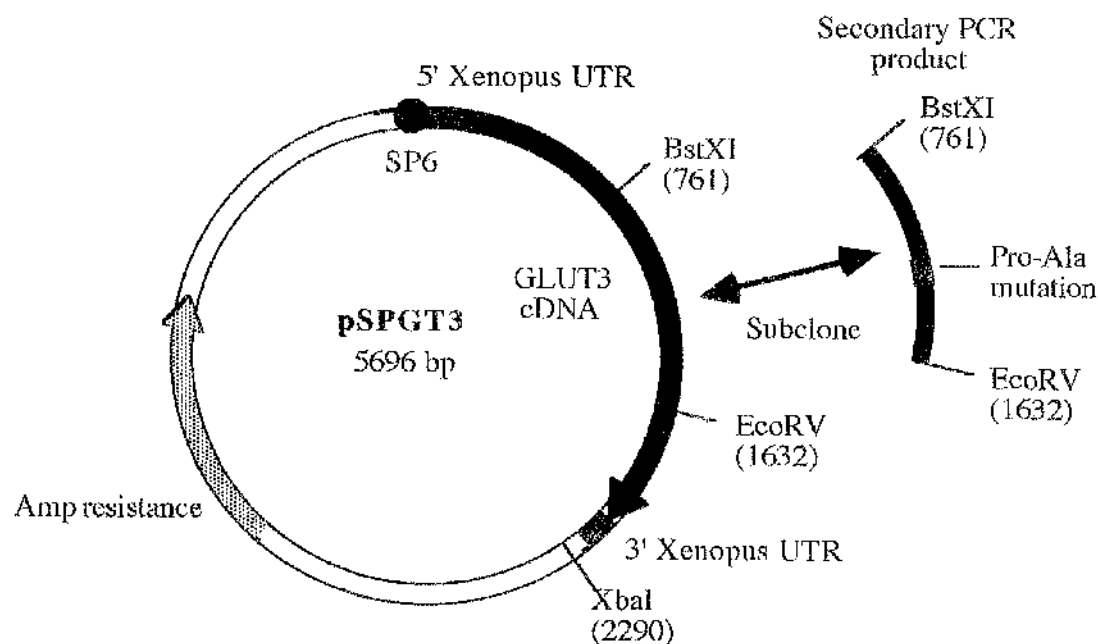 Secondary PCR
product
5' Xenopus UTR
SP6
BstXI
(761)
BstXI
(761)
GLUT3
cDNA
Pro-Ala
mutation
pSPGT3
5696 bp
Subclone
EcoRV
(1632)
EcoRV
(1632)
Amp resistance
3' Xenopus UTR
XbaI
(2290)